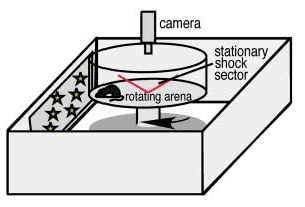 camera
stationary
shock
sector
rotating arena